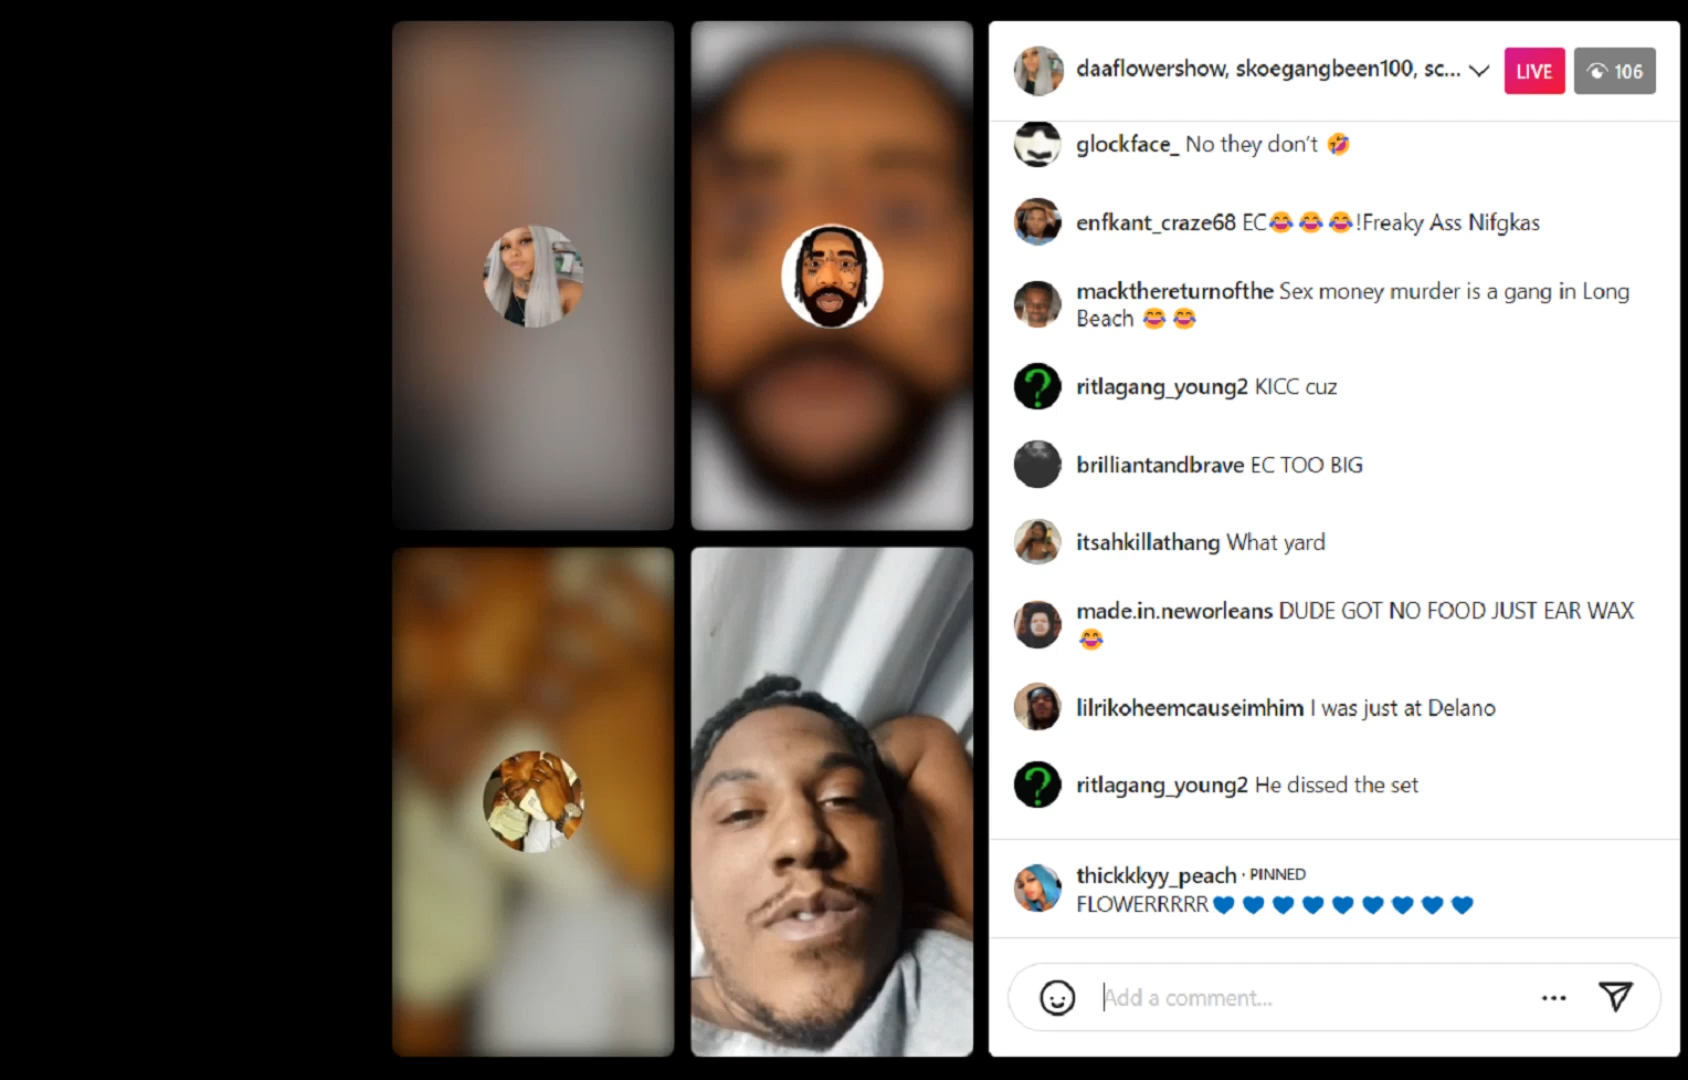 daaflowershow, skoegangbeen100, sc...
LIVE
106
glockface_ No they don't 🤣
enfkant_craze68 EC😂😂😂!Freaky Ass Nifgkas
mackthereturnofthe Sex money murder is a gang in Long
Beach 😂😂
ritlagang_young2 KICC cuz
brilliantandbrave EC TOO BIG
itsahkillathang What yard
made.in.neworleans DUDE GOT NO FOOD JUST EAR WAX
😂
lilrikoheemcauseimhim I was just at Delano
ritlagang_young2 He dissed the set
thickkkyy_peach · PINNED
FLOWERRRRR💙💙💙💙💙💙💙💙💙
Add a comment...